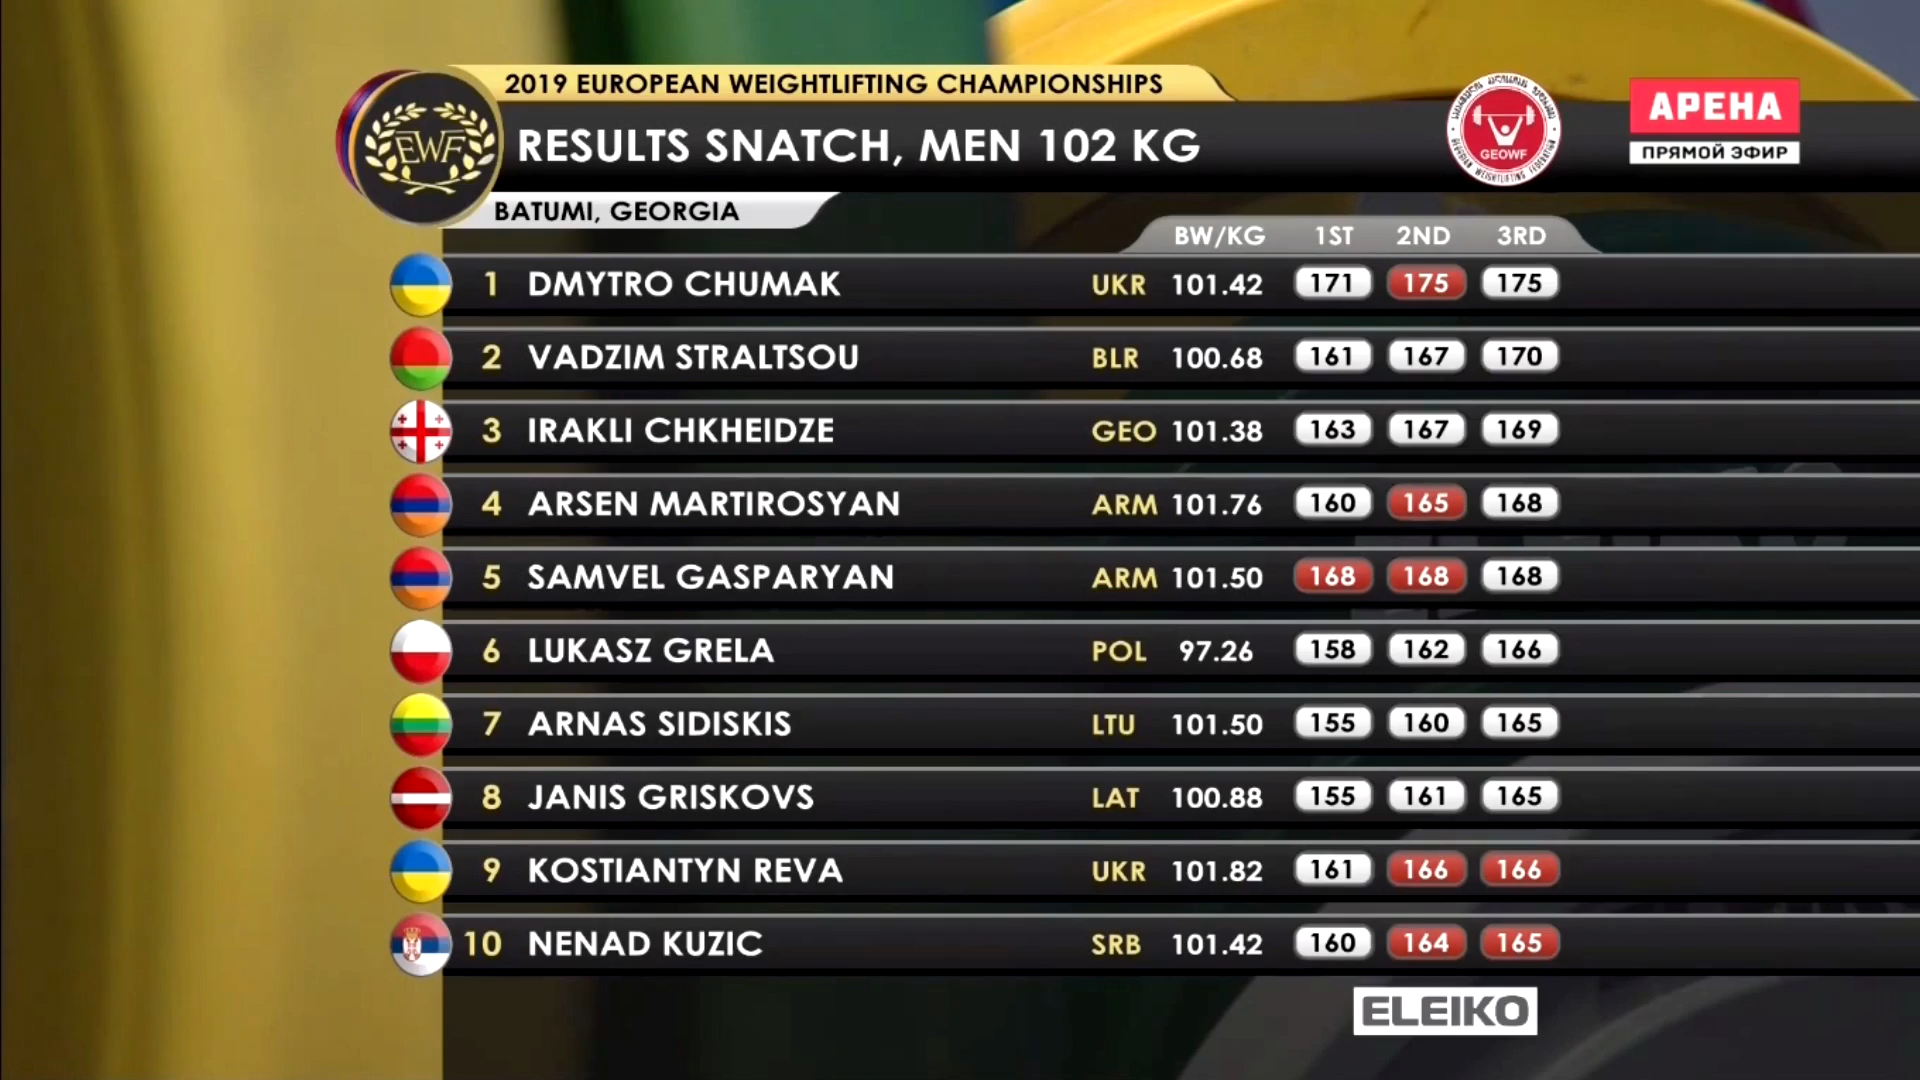 2019 EUROPEAN WEIGHTLIFTING CHAMPIONSHIPS
EWF
RESULTS SNATCH, MEN 102 KG
GEOWF
GEORGIAN WEIGHTLIFTING FEDERATION
АРЕНА
ПРЯМОЙ ЭФИР
BATUMI, GEORGIA
BW/KG 1ST 2ND 3RD
1 DMYTRO CHUMAK UKR 101.42 171 175 175
2 VADZIM STRALTSOU BLR 100.68 161 167 170
3 IRAKLI CHKHEIDZE GEO 101.38 163 167 169
4 ARSEN MARTIROSYAN ARM 101.76 160 165 168
5 SAMVEL GASPARYAN ARM 101.50 168 168 168
6 LUKASZ GRELA POL 97.26 158 162 166
7 ARNAS SIDISKIS LTU 101.50 155 160 165
8 JANIS GRISKOVS LAT 100.88 155 161 165
9 KOSTIANTYN REVA UKR 101.82 161 166 166
10 NENAD KUZIC SRB 101.42 160 164 165
ELEIKO